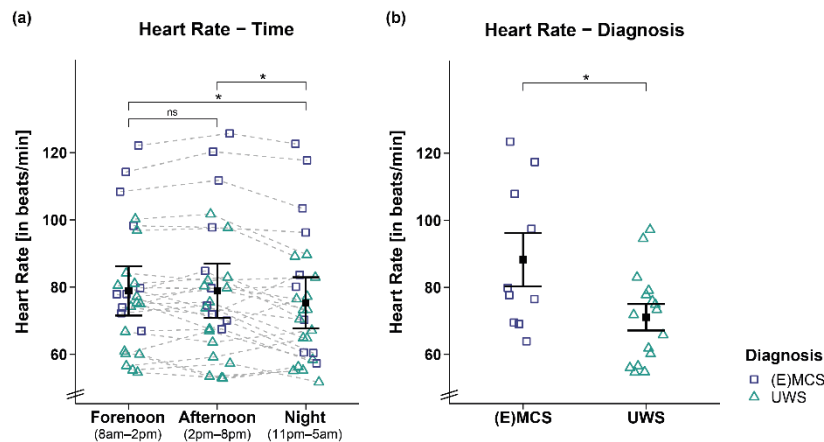 (a)
Heart Rate – Time
Heart Rate [in beats/min]
120
100
80
60
*
*
ns
Forenoon
(8am–2pm)
Afternoon
(2pm–8pm)
Night
(11pm–5am)
(b)
Heart Rate – Diagnosis
Heart Rate [in beats/min]
120
100
80
60
*
(E)MCS
UWS
Diagnosis
(E)MCS
UWS